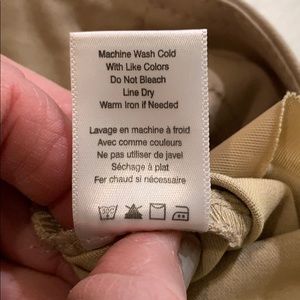 Machine Wash Cold
With Like Colors
Do Not Bleach
Line Dry
Warm Iron if Needed
Lavage en machine à froid
Avec comme couleurs
Ne pas utiliser de javel
Séchage à plat
Fer chaud si nécessaire